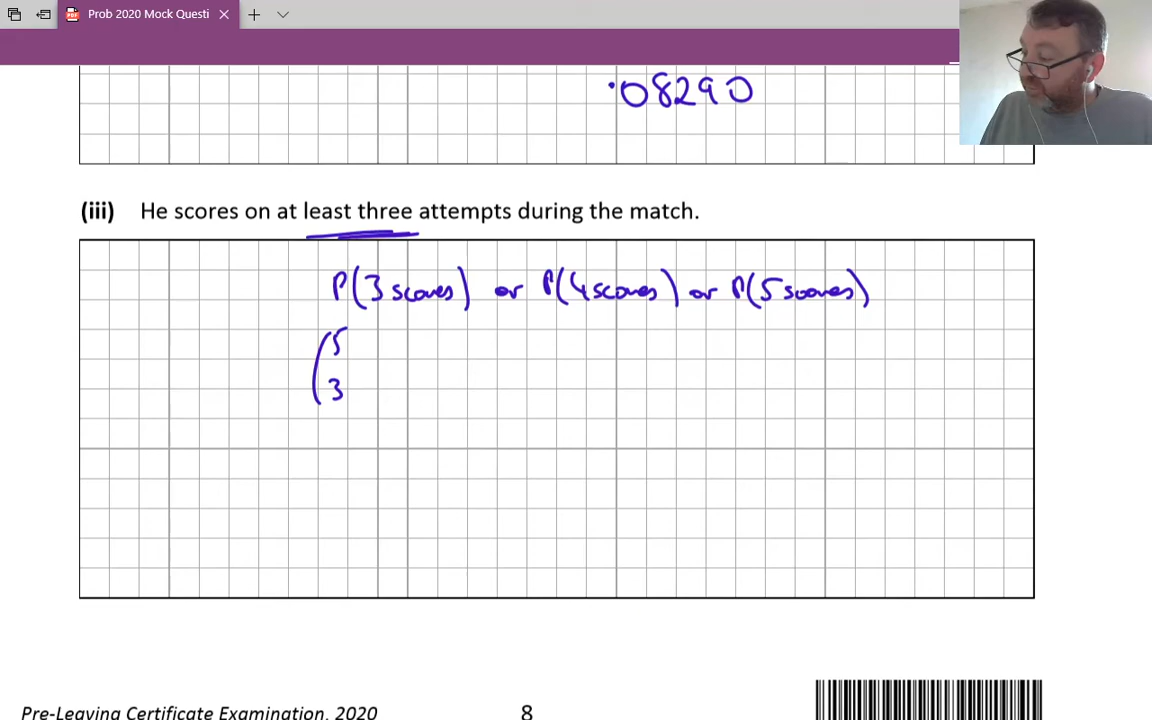 Prob 2020 Mock Questi
.08290
(iii) He scores on at least three attempts during the match.
P(3 scores) or P(4 scores) or P(5 scores)
(5
3
Pre-Leaving Certificate Examination, 2020
8